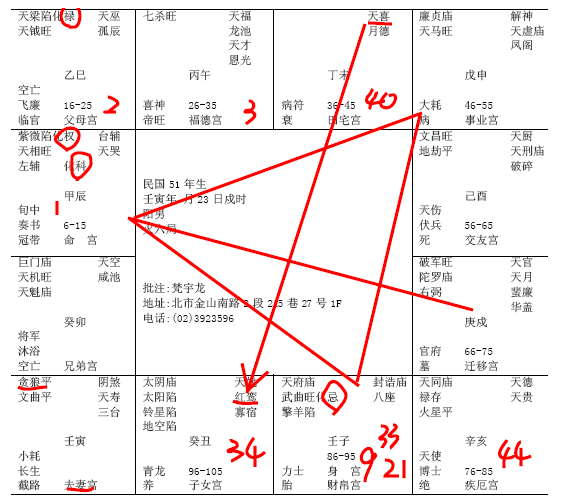 天梁陷化禄 天巫
天钺旺 孤辰
乙巳
空亡
飞廉 16-25 2
临官 父母宫
七杀旺 天福
龙池
天才
恩光
丙午
喜神 26-35 3
帝旺 福德宫
天喜
月德
丁未
病符 36-45 40
衰 田宅宫
廉贞庙 解神
天马旺 天虚庙
凤阁
戊申
大耗 46-55
病 事业宫
紫微陷化权 台辅
天相旺 天哭
左辅 化科
甲辰
旬中 1
奏书 6-15
冠带 命 宫
民国 51 年生
壬寅年 月 23 日戌时
阳男
火六局
批注:梵宇龙
地址:北市金山南路 2 段 265 巷 27 号 1F
电话:(02)3923596
文昌旺 天厨
地劫平 天刑庙
破碎
己酉
天伤
伏兵 56-65
死 交友宫
巨门庙 天空
天机旺 咸池
天魁庙
癸卯
将军
沐浴
空亡 兄弟宫
破军旺 天官
陀罗庙 天月
右弼 蜚廉
华盖
庚戌
官府 66-75
墓 迁移宫
贪狼平 阴煞
文曲平 天寿
三台
壬寅
小耗
长生
截路 夫妻宫
太阴庙
太阳陷 红鸾
铃星陷 寡宿
地空陷
癸丑
34
青龙 96-105
养 子女宫
天府庙 封诰庙
武曲旺化忌 八座
擎羊陷
壬子 33
86-95
力士 身 宫 9 21
胎 财帛宫
天同庙 天德
禄存 天贵
火星平
辛亥
天使 44
博士 76-85
绝 疾厄宫